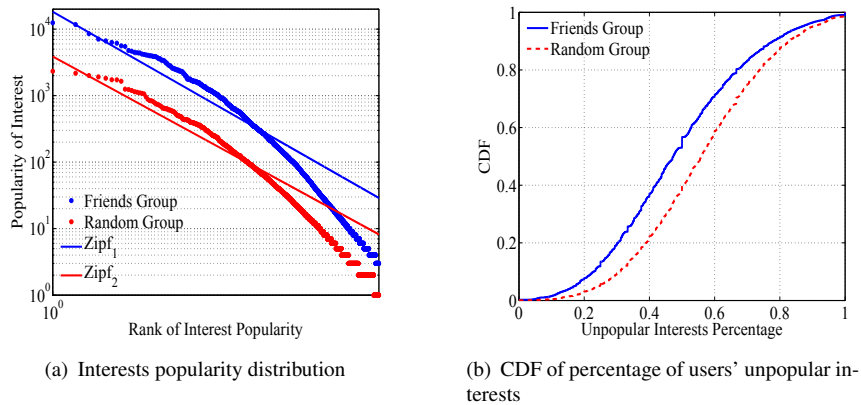 10^4
10^3
10^2
10^1
10^0
10^0
Popularity of Interest
Friends Group
Random Group
Zipf_1
Zipf_2
Rank of Interest Popularity
(a) Interests popularity distribution
1
0.8
0.6
0.4
0.2
0
CDF
Friends Group
Random Group
0 0.2 0.4 0.6 0.8 1
Unpopular Interests Percentage
(b) CDF of percentage of users' unpopular in-
terests